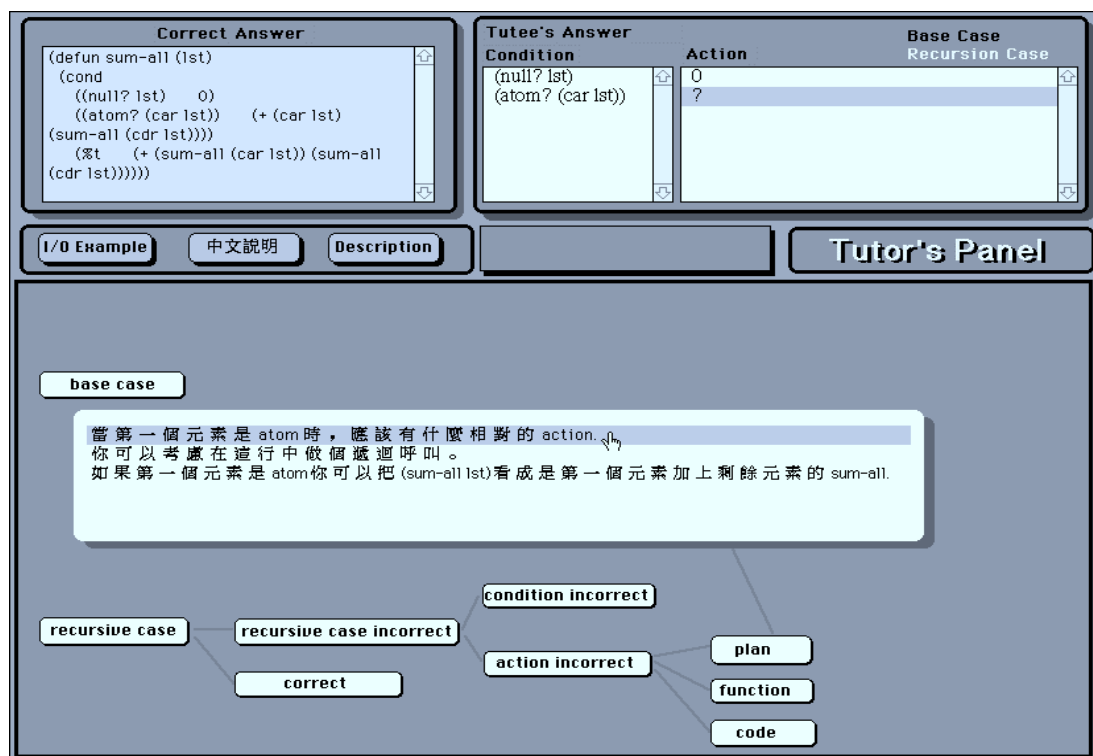 Correct Answer
(defun sum-all (lst)
(cond
((null? lst) 0)
((atom? (car lst)) (+ (car lst)
(sum-all (cdr lst))))
(%t (+ (sum-all (car lst)) (sum-all
(cdr lst))))))
Tutee's Answer
Base Case
Condition
Action
Recursion Case
(null? lst)
0
(atom? (car lst))
?
I/O Example
中文說明
Description
Tutor's Panel
base case
當第一個元素是 atom 時，應該有什麼相對的 action.
你可以考慮在這行中做個遞迴呼叫。
如果第一個元素是 atom你可以把 (sum-all lst)看成是第一個元素加上剩餘元素的 sum-all.
condition incorrect
recursive case
recursive case incorrect
plan
action incorrect
correct
function
code